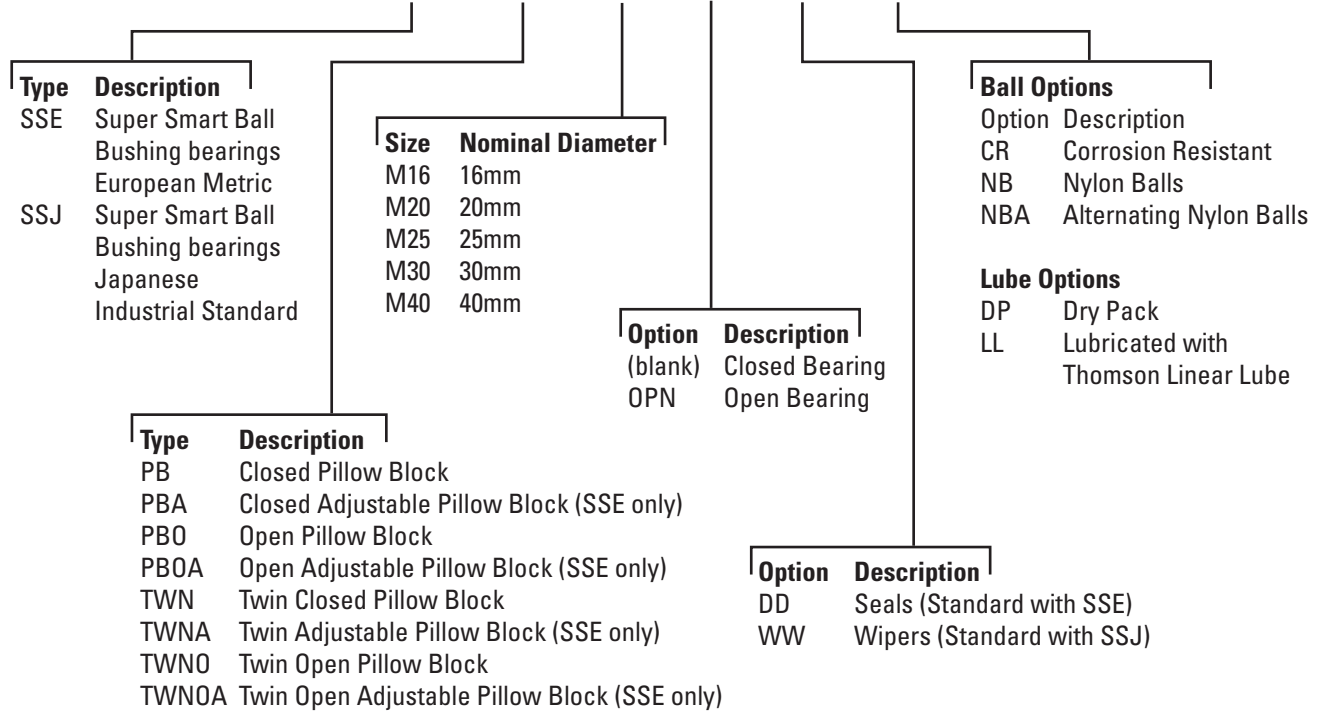 Type Description
SSE Super Smart Ball
Bushing bearings
European Metric
SSJ Super Smart Ball
Bushing bearings
Japanese
Industrial Standard
Size Nominal Diameter
M16 16mm
M20 20mm
M25 25mm
M30 30mm
M40 40mm
Ball Options
Option Description
CR Corrosion Resistant
NB Nylon Balls
NBA Alternating Nylon Balls
Lube Options
DP Dry Pack
LL Lubricated with
Thomson Linear Lube
Option Description
(blank) Closed Bearing
OPN Open Bearing
Type Description
PB Closed Pillow Block
PBA Closed Adjustable Pillow Block (SSE only)
PBO Open Pillow Block
PBOA Open Adjustable Pillow Block (SSE only)
TWN Twin Closed Pillow Block
TWNA Twin Adjustable Pillow Block (SSE only)
TWNO Twin Open Pillow Block
TWNOA Twin Open Adjustable Pillow Block (SSE only)
Option Description
DD Seals (Standard with SSE)
WW Wipers (Standard with SSJ)